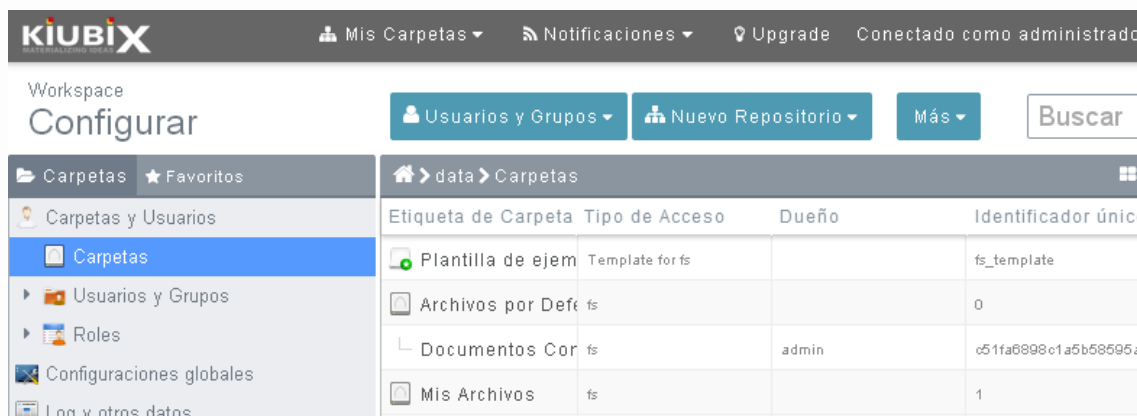 KIUBIX
MATERIALIZING IDEAS
Mis Carpetas Notificaciones Upgrade Conectado como administrado
Workspace
Configurar
Usuarios y Grupos Nuevo Repositorio Más Buscar
Carpetas Favoritos
data Carpetas
Carpetas y Usuarios
Etiqueta de Carpeta Tipo de Acceso Dueño Identificador únic
Carpetas
Plantilla de ejem Template for fs fs_template
Usuarios y Grupos
Archivos por Defe fs 0
Roles
Documentos Cor fs admin c51fa6898c1a5b58595a
Configuraciones globales
Mis Archivos fs 1
Log y otros datos